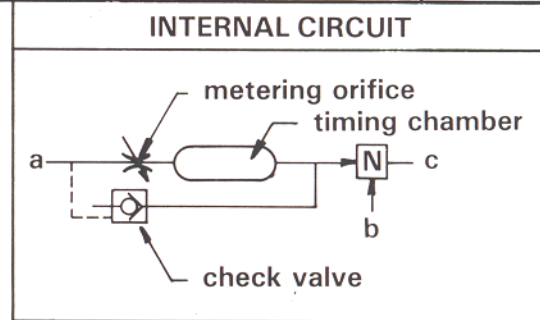 INTERNAL CIRCUIT
metering orifice
timing chamber
a
N
c
b
check valve